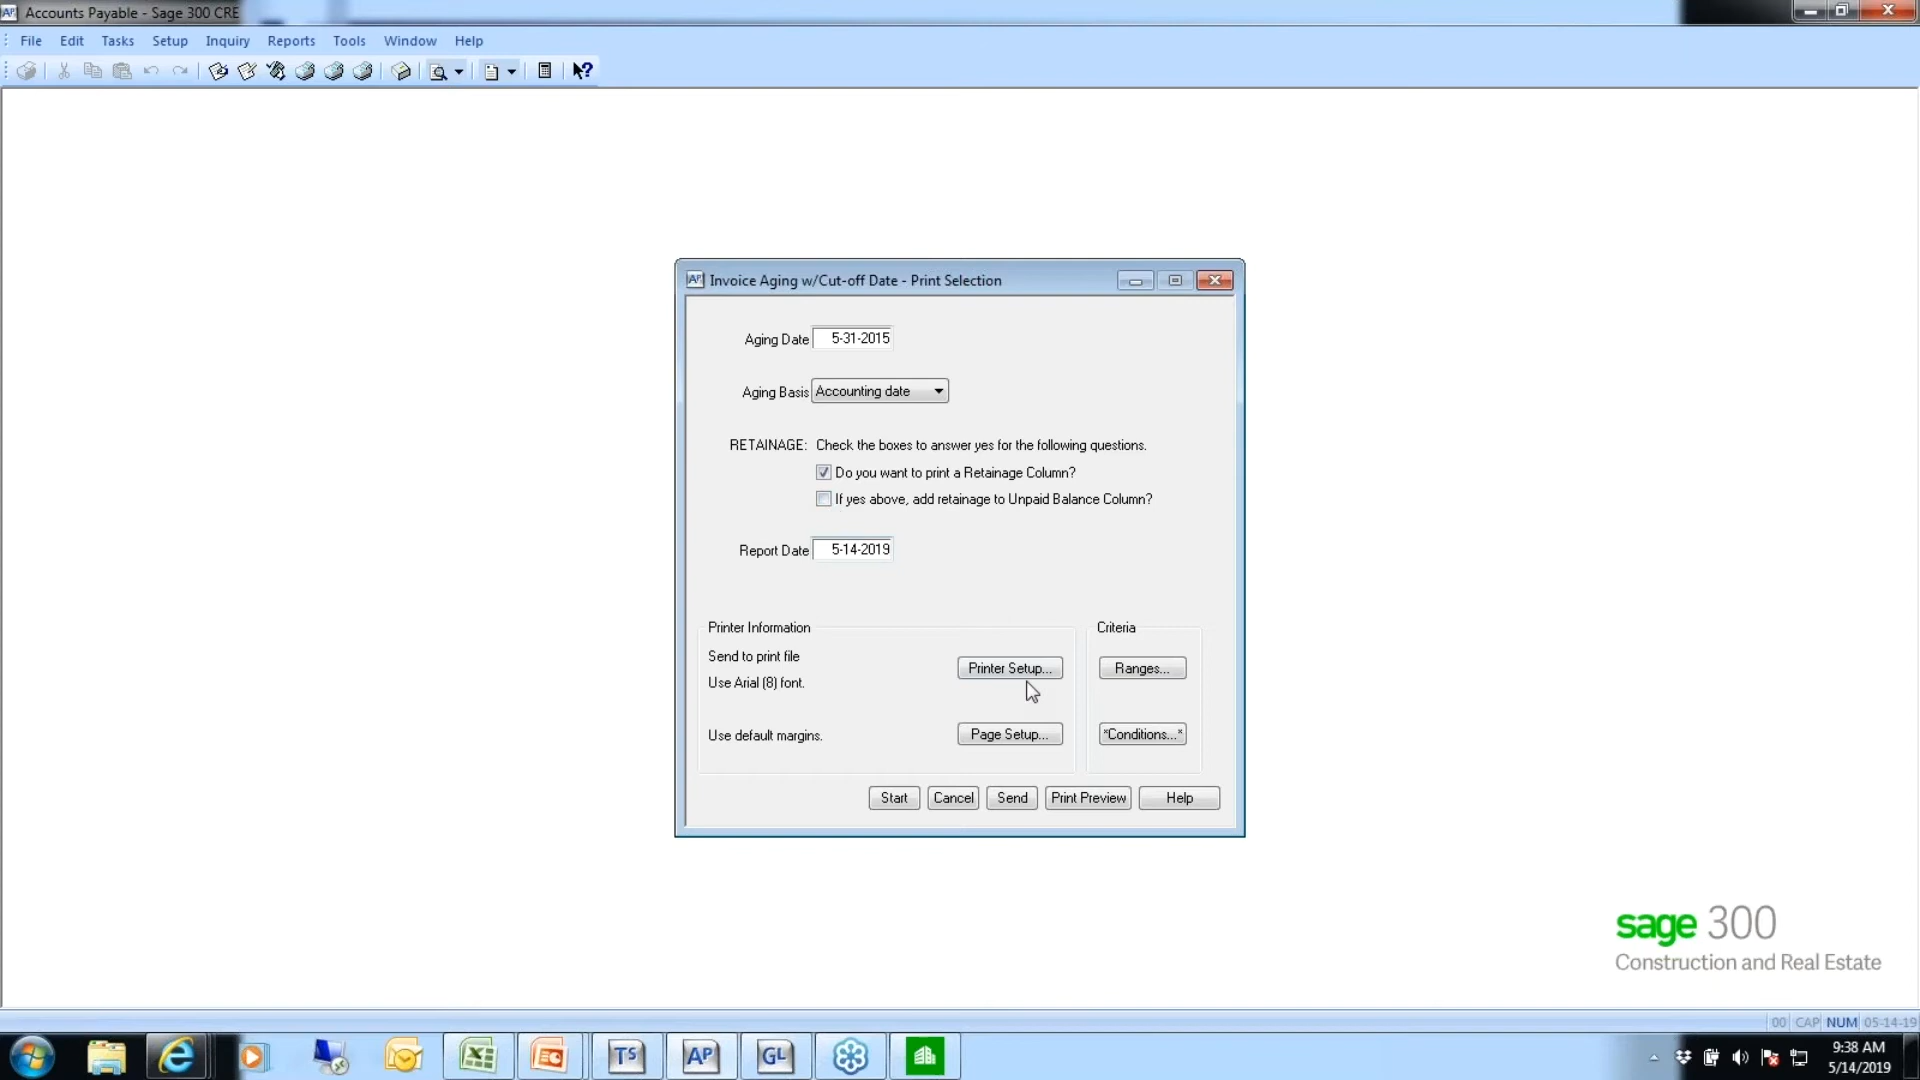 AP Accounts Payable - Sage 300 CRE
File Edit Tasks Setup Inquiry Reports Tools Window Help
AP Invoice Aging w/Cut-off Date - Print Selection
Aging Date 5-31-2015
Aging Basis Accounting date
RETAINAGE: Check the boxes to answer yes for the following questions.
Do you want to print a Retainage Column?
If yes above, add retainage to Unpaid Balance Column?
Report Date 5-14-2019
Printer Information Criteria
Send to print file
Printer Setup... Ranges...
Use Arial (8) font.
Use default margins. Page Setup... *Conditions...*
Start Cancel Send Print Preview Help
sage 300
Construction and Real Estate
00 CAP NUM 05-14-19
TS AP GL
9:38 AM
5/14/2019